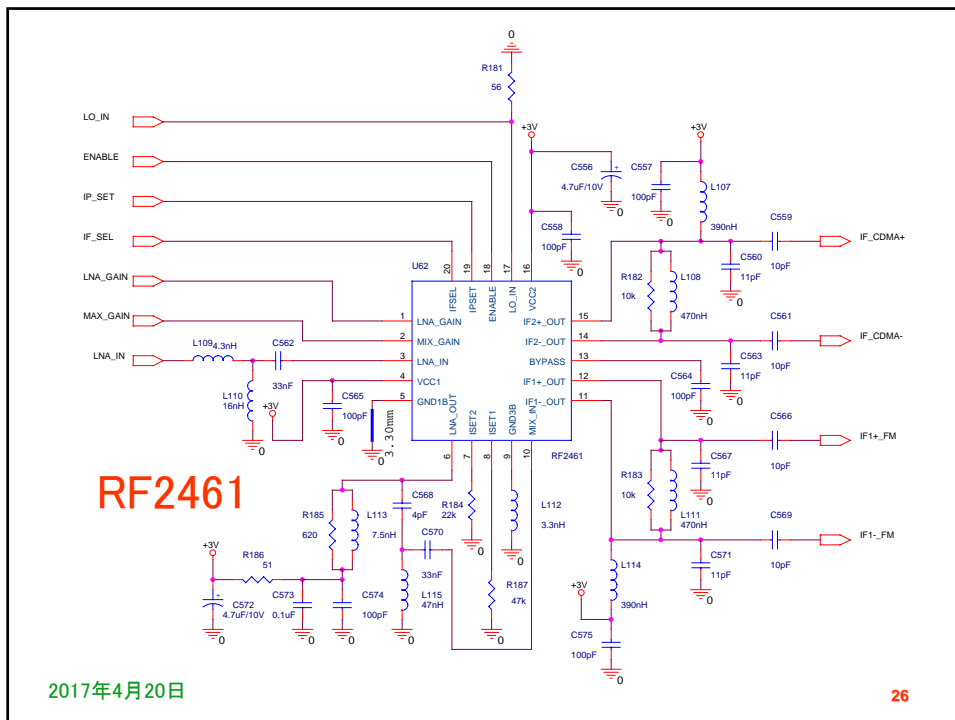 0
R181
56
LO_IN
+3V
+3V
ENABLE
C556
C557
4.7uF/10V
100pF
L107
0
0
390nH
IP_SET
C558
100pF
0
C559
10pF
IF_CDMA+
IF_SEL
U62
20
19
18
17
16
IFSEL
IPSET
ENABLE
LO_IN
VCC2
C560
11pF
0
R182
10k
L108
470nH
LNA_GAIN
1
LNA_GAIN
IF2+_OUT
15
MAX_GAIN
2
MIX_GAIN
IF2-_OUT
14
C561
10pF
IF_CDMA-
LNA_IN
L109
4.3nH
C562
33nF
3
LNA_IN
BYPASS
13
C563
11pF
0
4
VCC1
IF1+_OUT
12
C564
100pF
0
L110
16nH
+3V
0
C565
100pF
0
5
GND1B
IF1-_OUT
11
LNA_OUT
ISET2
ISET1
GND3B
MIX_IN
6
7
8
9
10
3.30mm
0
RF2461
C566
10pF
IF1+_FM
C567
11pF
0
R183
10k
L111
470nH
RF2461
C568
4pF
R184
22k
0
L112
3.3nH
0
R185
620
L113
7.5nH
C570
33nF
C569
10pF
IF1-_FM
C571
11pF
0
+3V
R186
51
L114
390nH
+3V
C572
4.7uF/10V
0
C573
0.1uF
0
C574
100pF
0
L115
47nH
0
R187
47k
0
C575
100pF
0
2017年4月20日
26